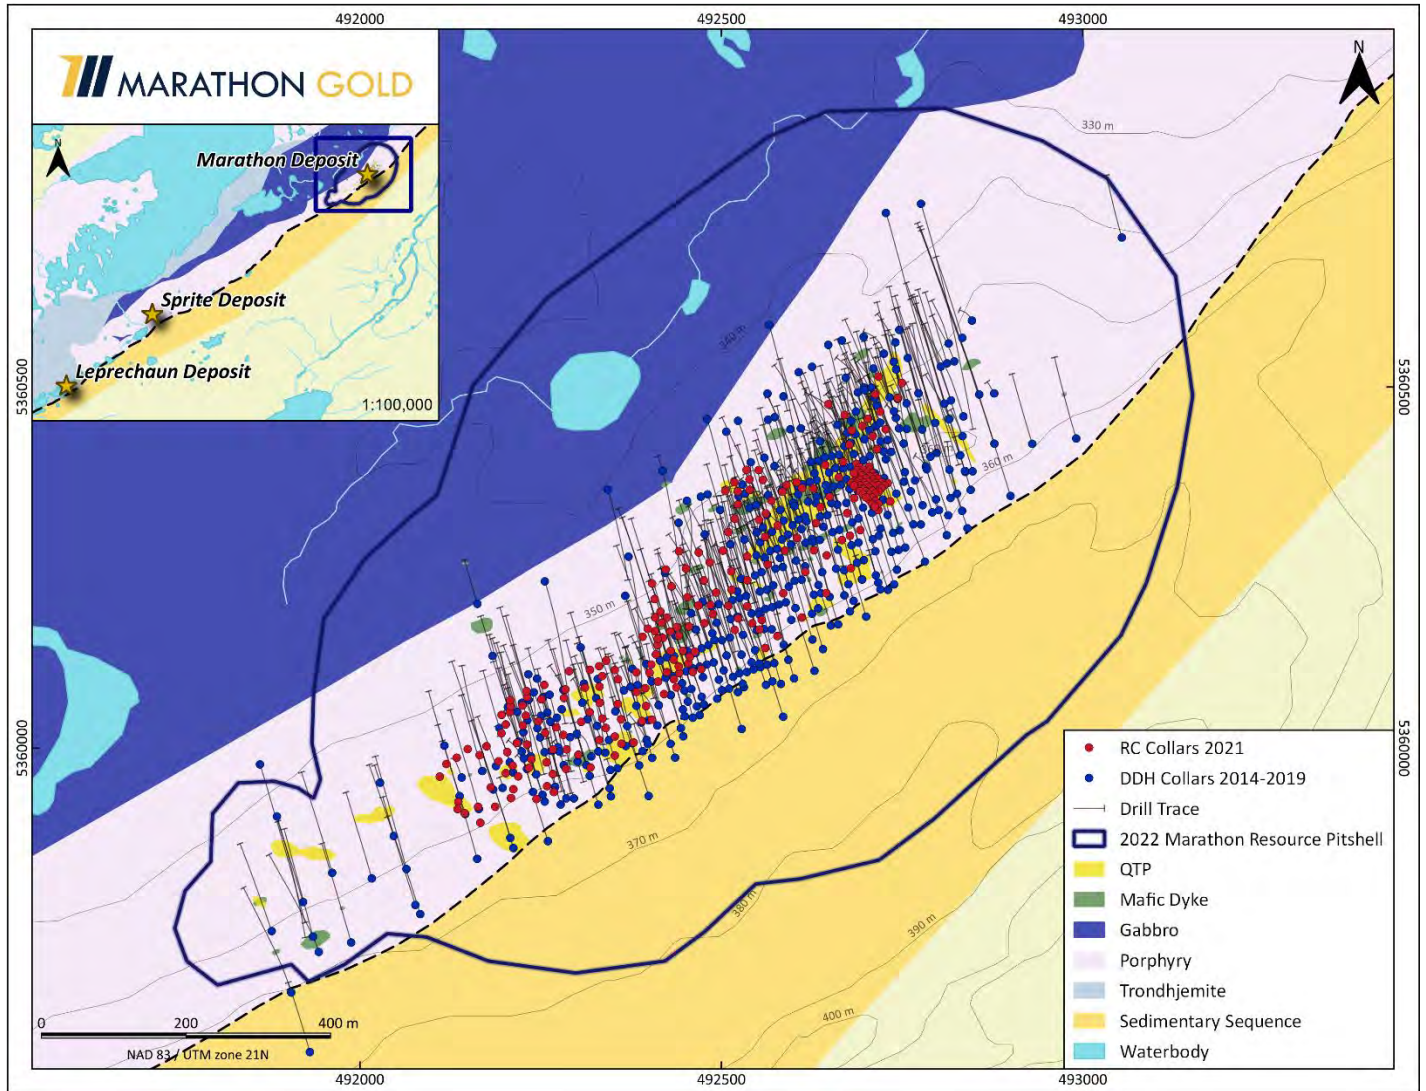 492000
492500
493000
MARATHON GOLD
N
N
Marathon Deposit
Sprite Deposit
Leprechaun Deposit
1:100,000
330 m
340 m
5360500
5360500
360 m
350 m
5360000
5360000
370 m
380 m
390 m
400 m
RC Collars 2021
DDH Collars 2014-2019
Drill Trace
2022 Marathon Resource Pitshell
QTP
Mafic Dyke
Gabbro
Porphyry
Trondhjemite
Sedimentary Sequence
Waterbody
0 200 400 m
NAD 83 / UTM zone 21N
492000
492500
493000